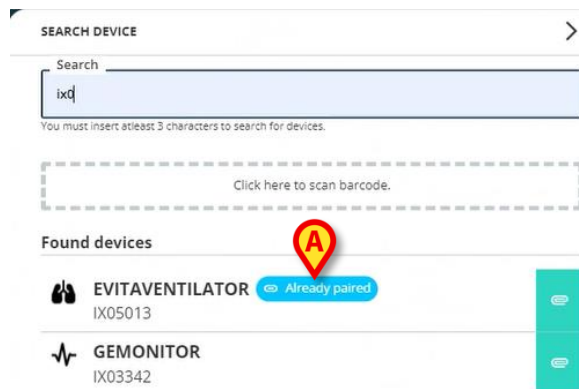 SEARCH DEVICE
Search
ix0
You must insert atleast 3 characters to search for devices.
Click here to scan barcode.
Found devices
A
EVITAVENTILATOR Already paired
IX05013
GEMONITOR
IX03342